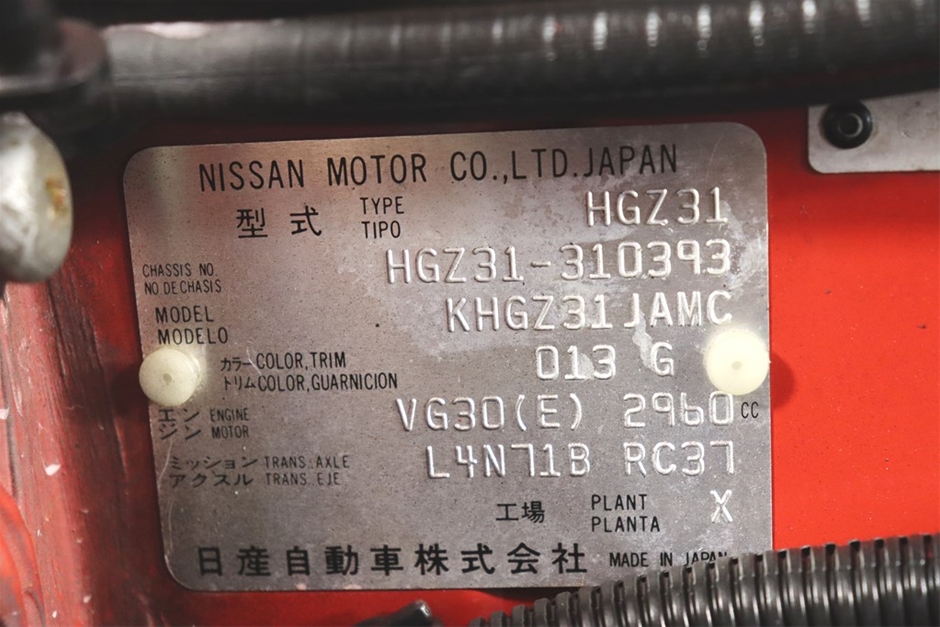 NISSAN MOTOR CO.,LTD.JAPAN
型式 TYPE HGZ31
TIPO
CHASSIS NO. HGZ31-310393
NO DE CHASIS
MODEL KHGZ31JAMC
MODELO
カラー COLOR,TRIM 013 G
トリム COLOR,GUARNICION
エン ENGINE VG30(E) 2960 CC
ジン MOTOR
ミッション TRANS. AXLE L4N71B RC37
アクスル TRANS. EJE
工場 PLANT X
PLANTA
日産自動車株式会社 MADE IN JAPAN